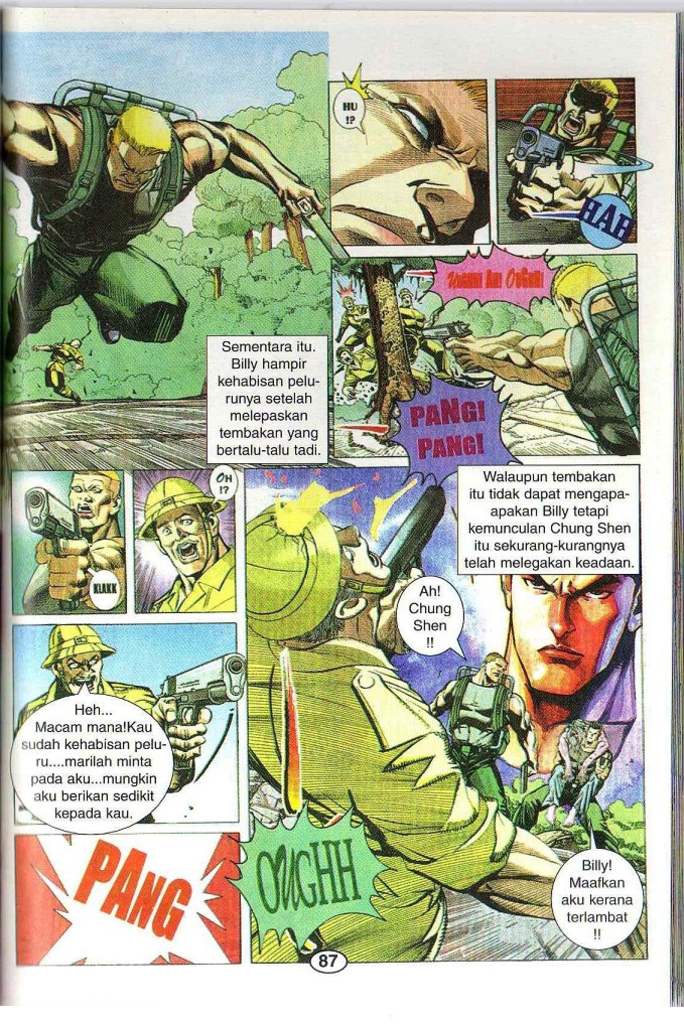 Sementara itu.
Billy hampir
kehabisan pelu-
runya setelah
melepaskan
tembakan yang
bertalu-talu tadi.
HU
!?
HAH
UGHH! AH! OUGH!!
PANG!
PANG!
KLAKK
OH
!?
Heh...
Macam mana!Kau
sudah kehabisan pelu-
ru....marilah minta
pada aku...mungkin
aku berikan sedikit
kepada kau.
PANG
Walaupun tembakan
itu tidak dapat mengapa-
apakan Billy tetapi
kemunculan Chung Shen
itu sekurang-kurangnya
telah melegakan keadaan.
Ah!
Chung
Shen
!!
OUGHH
Billy!
Maafkan
aku kerana
terlambat
!!
87